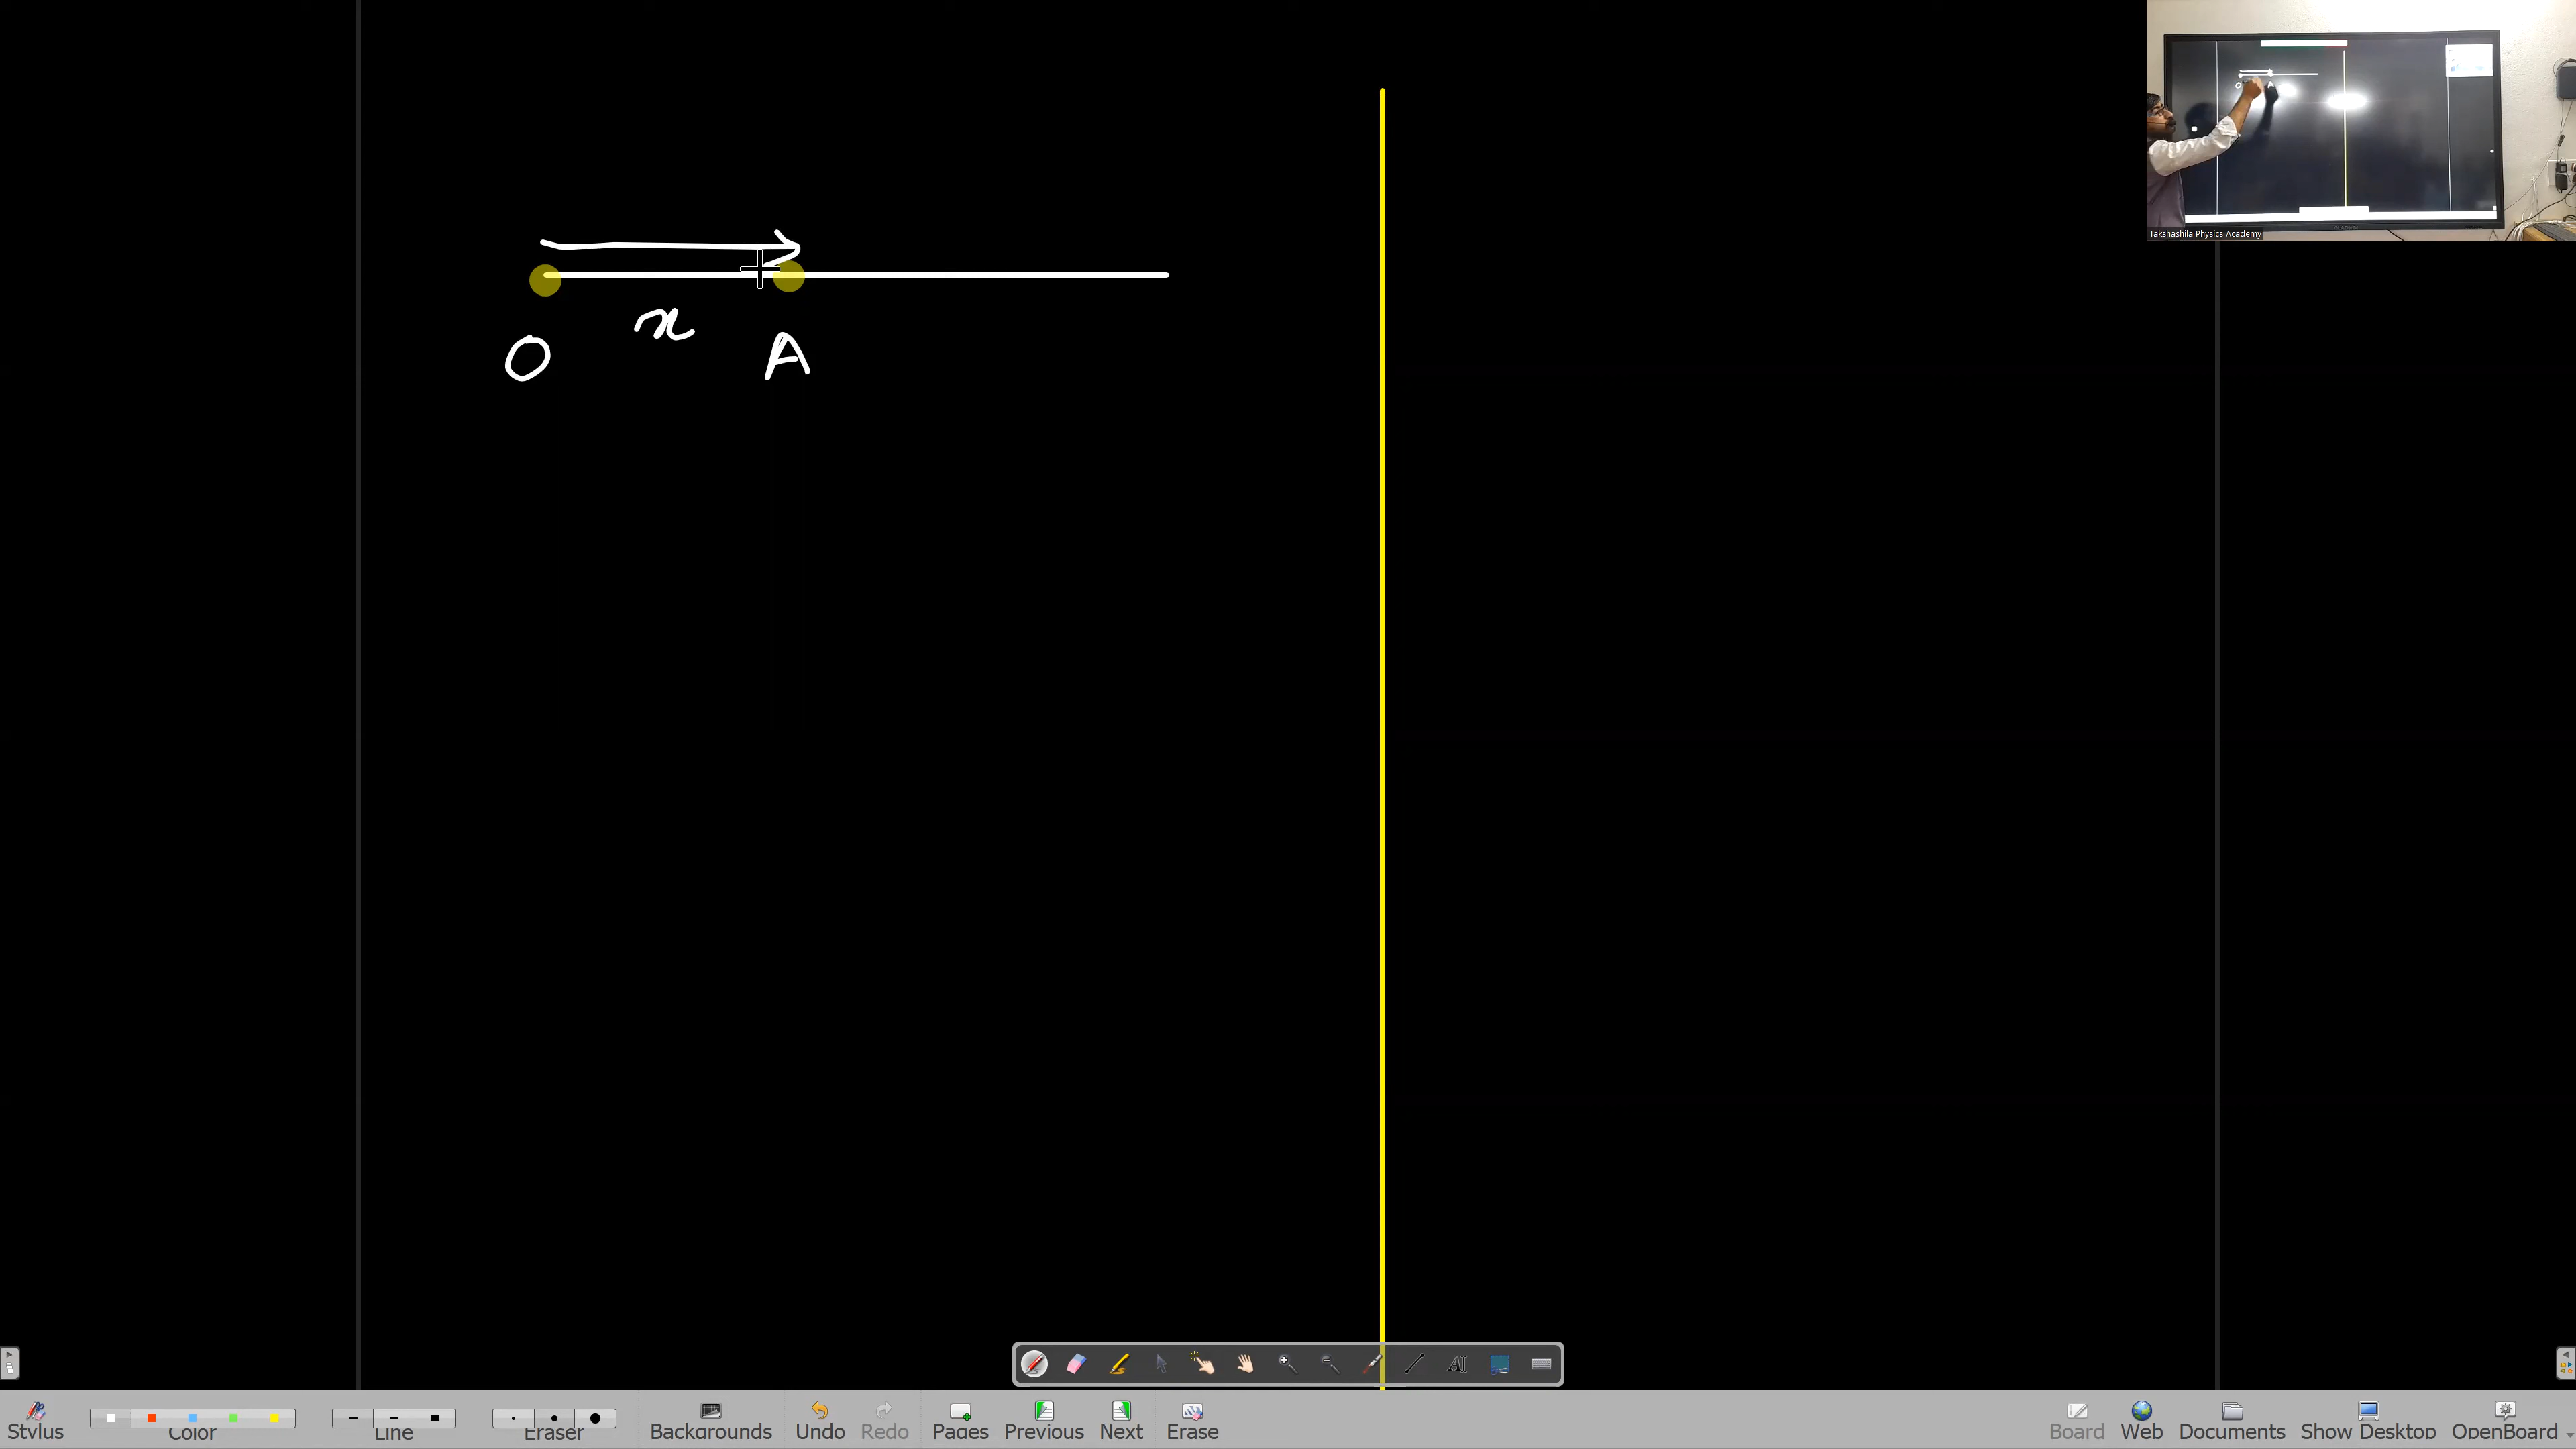 Takshashila Physics Academy
x
O A
Stylus Color Line Eraser Backgrounds Undo Redo Pages Previous Next Erase Board Web Documents Show Desktop OpenBoard